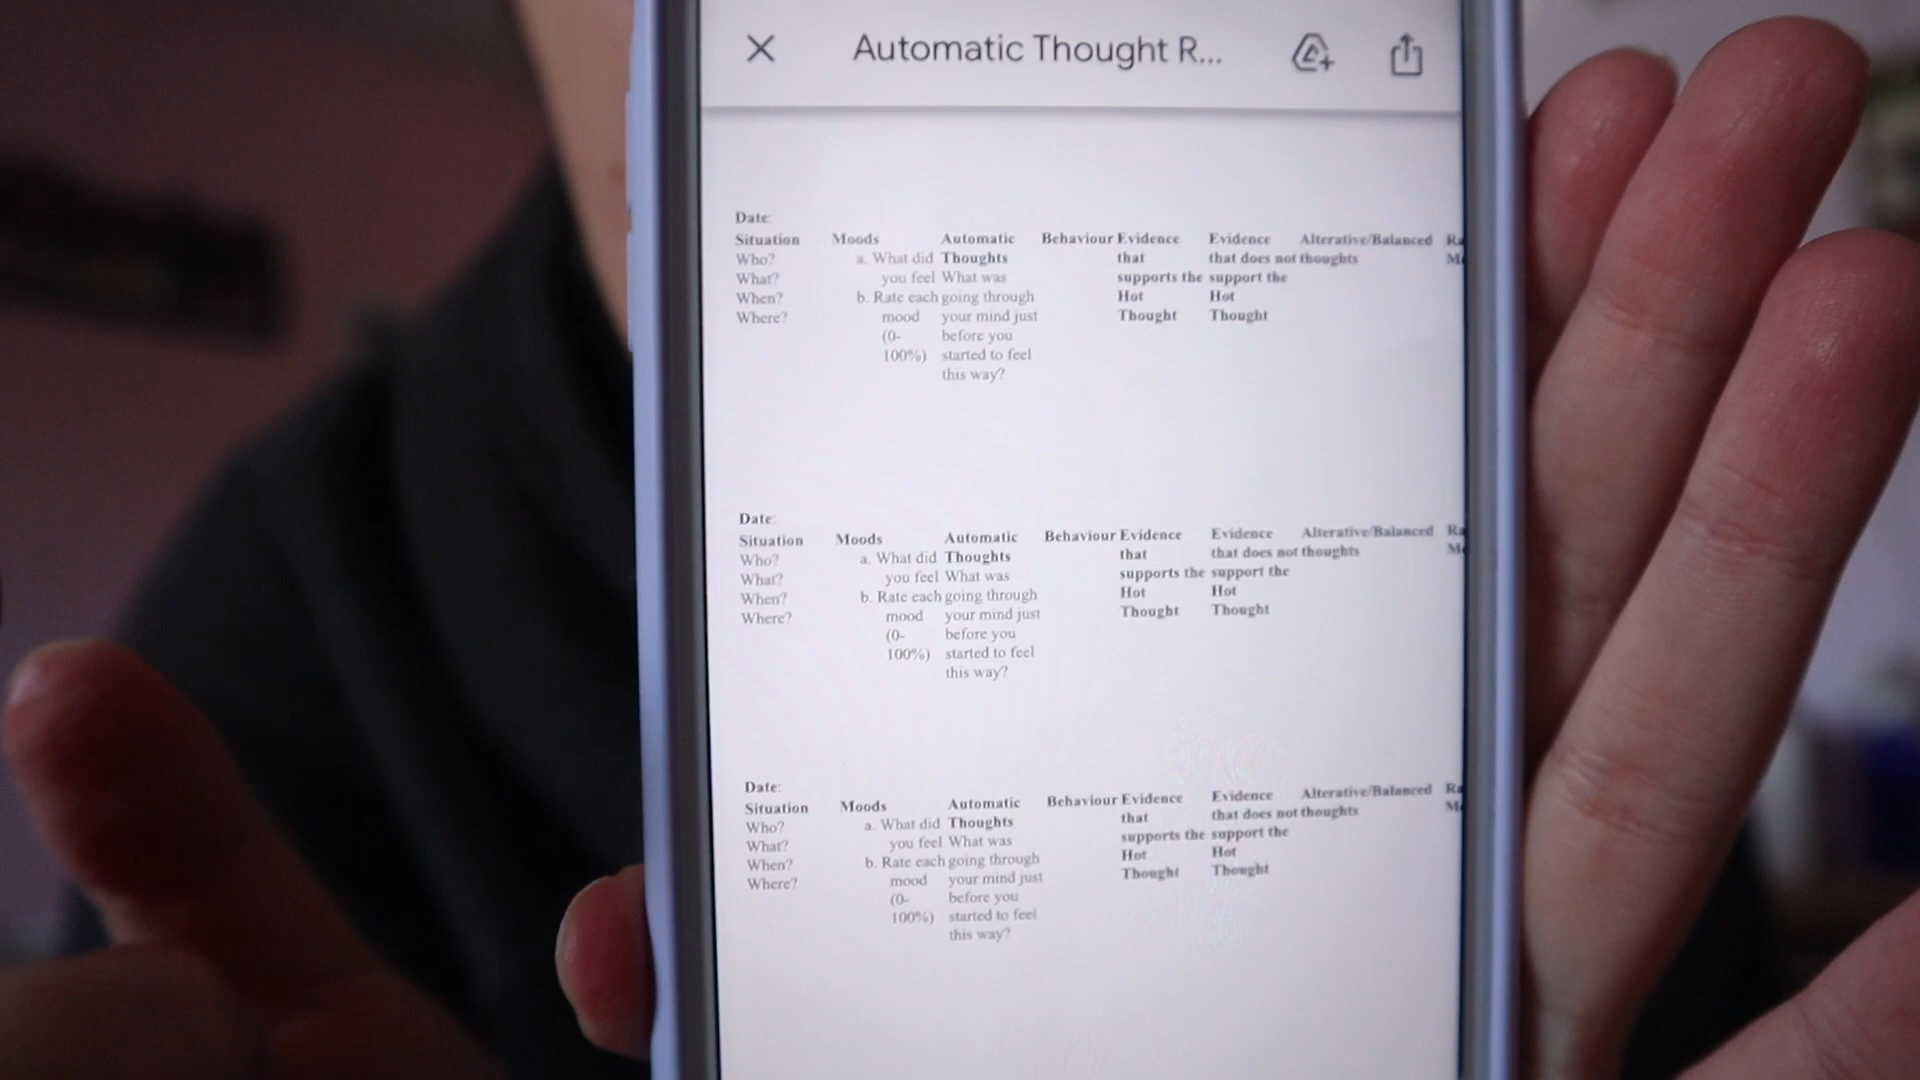 Automatic Thought R...
Date:
Situation Moods Automatic Behaviour Evidence Evidence Alterative/Balanced Ra
Who? a. What did Thoughts that that does not thoughts Mo
What? you feel What was supports the support the
When? b. Rate each going through Hot Hot
Where? mood your mind just Thought Thought
(0- before you
100%) started to feel
this way?
Date:
Situation Moods Automatic Behaviour Evidence Evidence Alterative/Balanced Ra
Who? a. What did Thoughts that that does not thoughts Mo
What? you feel What was supports the support the
When? b. Rate each going through Hot Hot
Where? mood your mind just Thought Thought
(0- before you
100%) started to feel
this way?
Date:
Situation Moods Automatic Behaviour Evidence Evidence Alterative/Balanced Ra
Who? a. What did Thoughts that that does not thoughts Mo
What? you feel What was supports the support the
When? b. Rate each going through Hot Hot
Where? mood your mind just Thought Thought
(0- before you
100%) started to feel
this way?